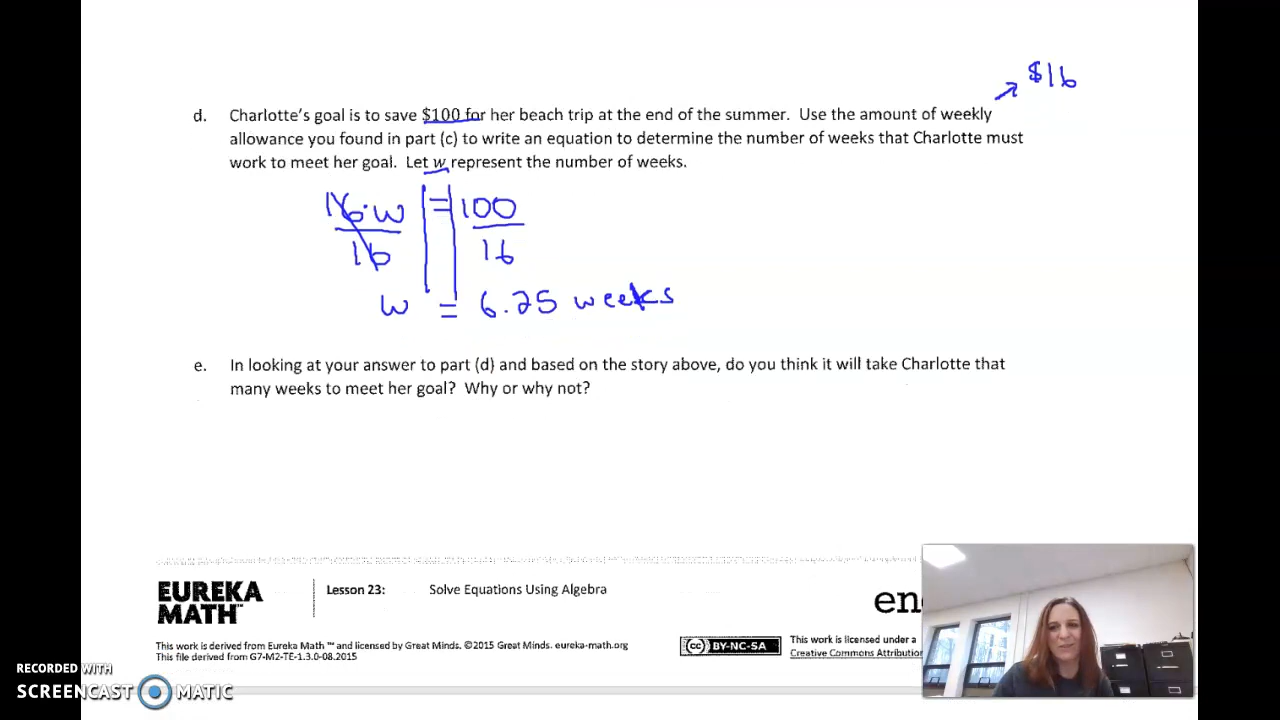 $16
d. Charlotte's goal is to save $100 for her beach trip at the end of the summer. Use the amount of weekly
allowance you found in part (c) to write an equation to determine the number of weeks that Charlotte must
work to meet her goal. Let w represent the number of weeks.
16·w = 100
16 16
w = 6.25 weeks
e. In looking at your answer to part (d) and based on the story above, do you think it will take Charlotte that
many weeks to meet her goal? Why or why not?
EUREKA
MATH™
Lesson 23: Solve Equations Using Algebra
en
This work is derived from Eureka Math ™ and licensed by Great Minds. ©2015 Great Minds. eureka-math.org
This file derived from G7-M2-TE-1.3.0-08.2015
(cc) BY-NC-SA
This work is licensed under a
Creative Commons Attribution
RECORDED WITH
SCREENCAST MATIC